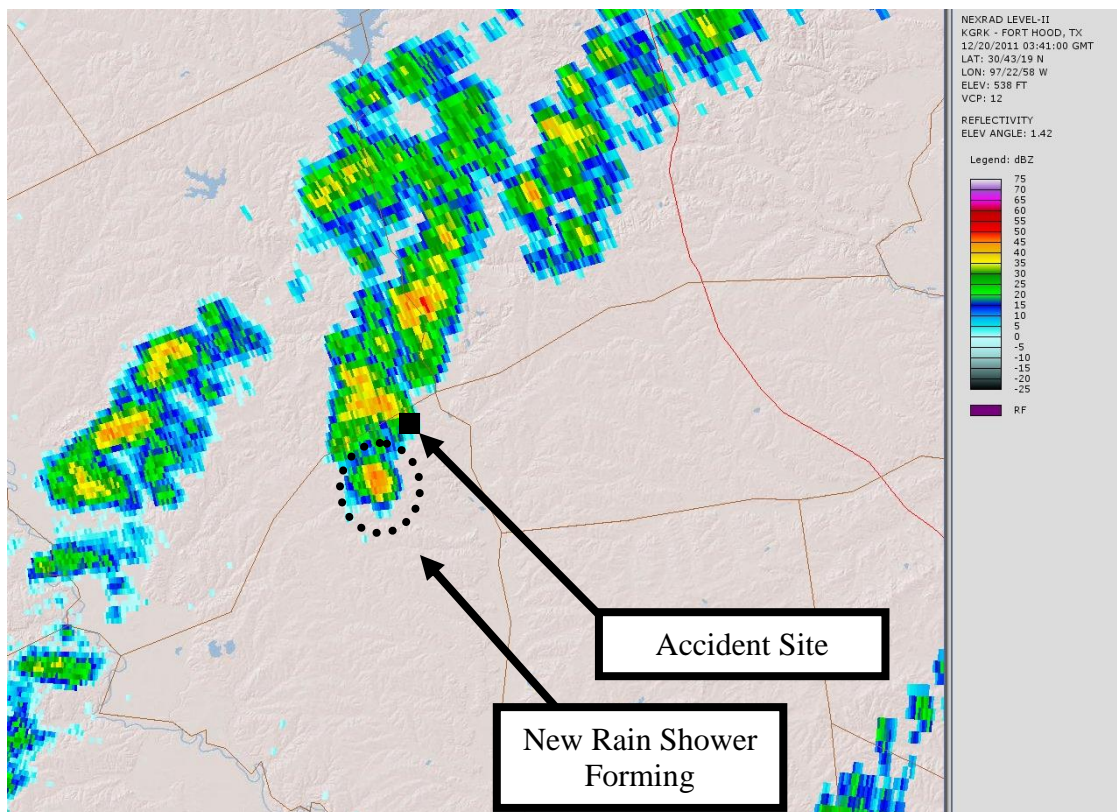 NEXRAD LEVEL-II
KGRK - FORT HOOD, TX
12/20/2011 03:41:00 GMT
LAT: 30/43/19 N
LON: 97/22/58 W
ELEV: 538 FT
VCP: 12
REFLECTIVITY
ELEV ANGLE: 1.42
Legend: dBZ
75
70
65
60
55
50
45
40
35
30
25
20
15
10
5
0
-5
-10
-15
-20
-25
RF
Accident Site
New Rain Shower
Forming